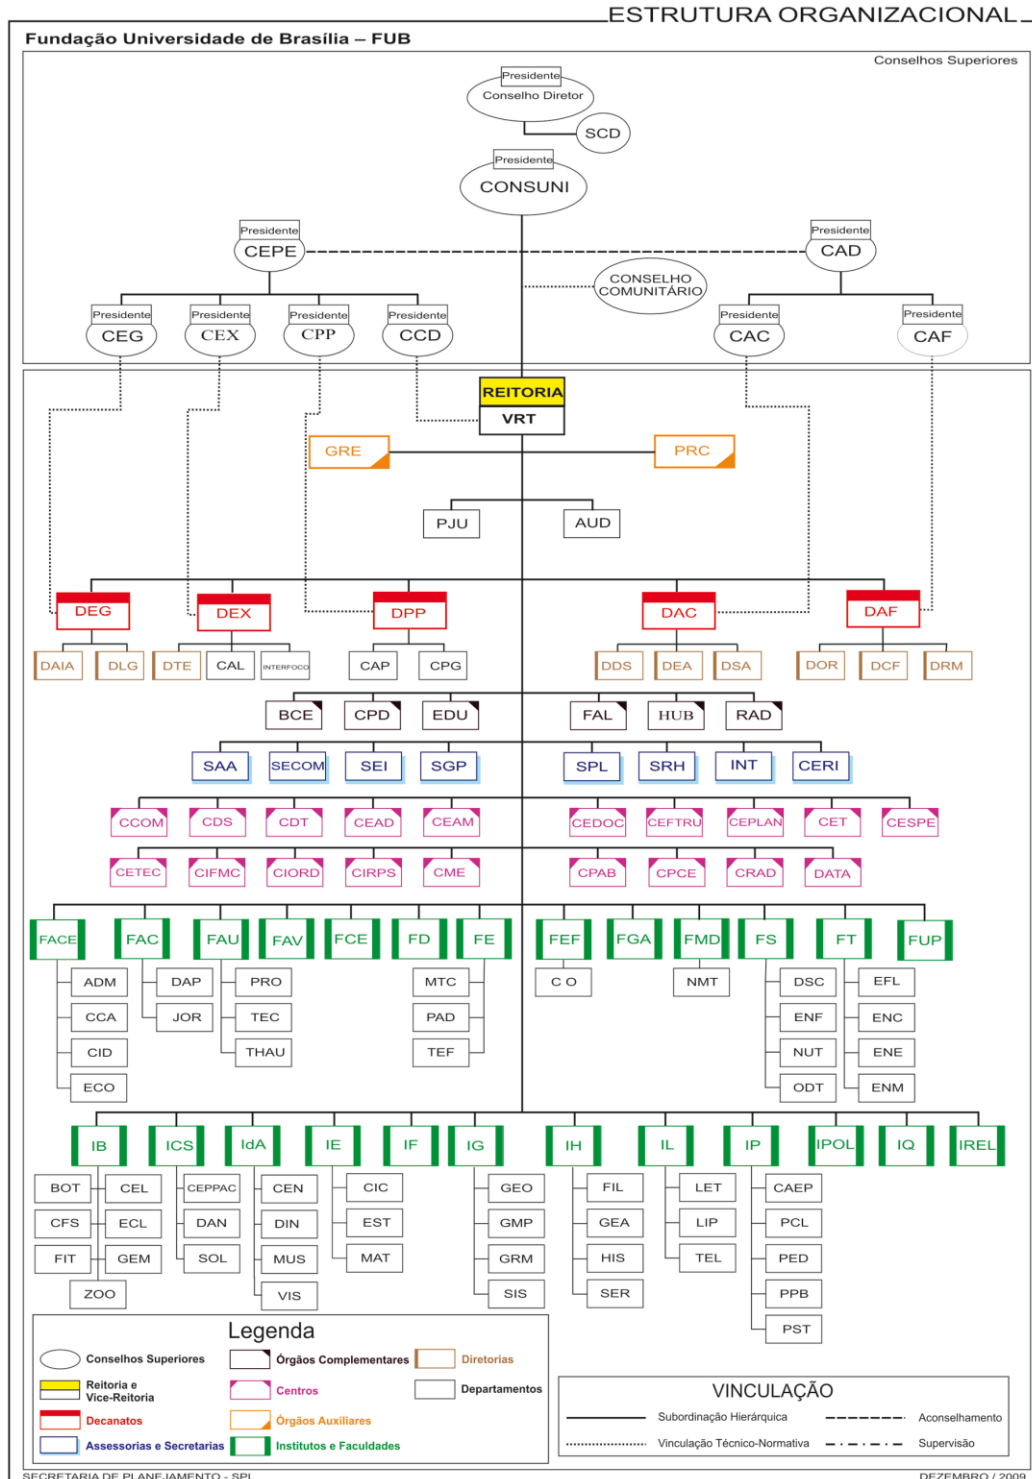 ESTRUTURA ORGANIZACIONAL
Fundação Universidade de Brasília – FUB
Conselhos Superiores
Presidente
Conselho Diretor
SCD
Presidente
CONSUNI
Presidente Presidente
CEPE CAD
CONSELHO
COMUNITÁRIO
Presidente Presidente Presidente Presidente Presidente Presidente
CEG CEX CPP CCD CAC CAF
REITORIA
VRT
GRE PRC
PJU AUD
DEG DEX DPP DAC DAF
DAIA DLG DTE CAL INTERFOCO CAP CPG DDS DEA DSA DOR DCF DRM
BCE CPD EDU FAL HUB RAD
SAA SECOM SEI SGP SPL SRH INT CERI
CCOM CDS CDT CEAD CEAM CEDOC CEFTRU CEPLAN CET CESPE
CETEC CIFMC CIORD CIRPS CME CPAB CPCE CRAD DATA
FACE FAC FAU FAV FCE FD FE FEF FGA FMD FS FT FUP
ADM DAP PRO MTC C O NMT DSC EFL
CCA JOR TEC PAD ENF ENC
CID THAU TEF NUT ENE
ECO ODT ENM
IB ICS IdA IE IF IG IH IL IP IPOL IQ IREL
BOT CEL CEPPAC CEN CIC GEO FIL LET CAEP
CFS ECL DAN DIN EST GMP GEA LIP PCL
FIT GEM SOL MUS MAT GRM HIS TEL PED
ZOO VIS SIS SER PPB
PST
Legenda
Conselhos Superiores Órgãos Complementares Diretorias
Reitoria e
Vice-Reitoria Centros Departamentos
Decanatos Órgãos Auxiliares
Assessorias e Secretarias Institutos e Faculdades
VINCULAÇÃO
Subordinação Hierárquica Aconselhamento
Vinculação Técnico-Normativa Supervisão
SECRETARIA DE PLANEJAMENTO - SPL DEZEMBRO / 2009